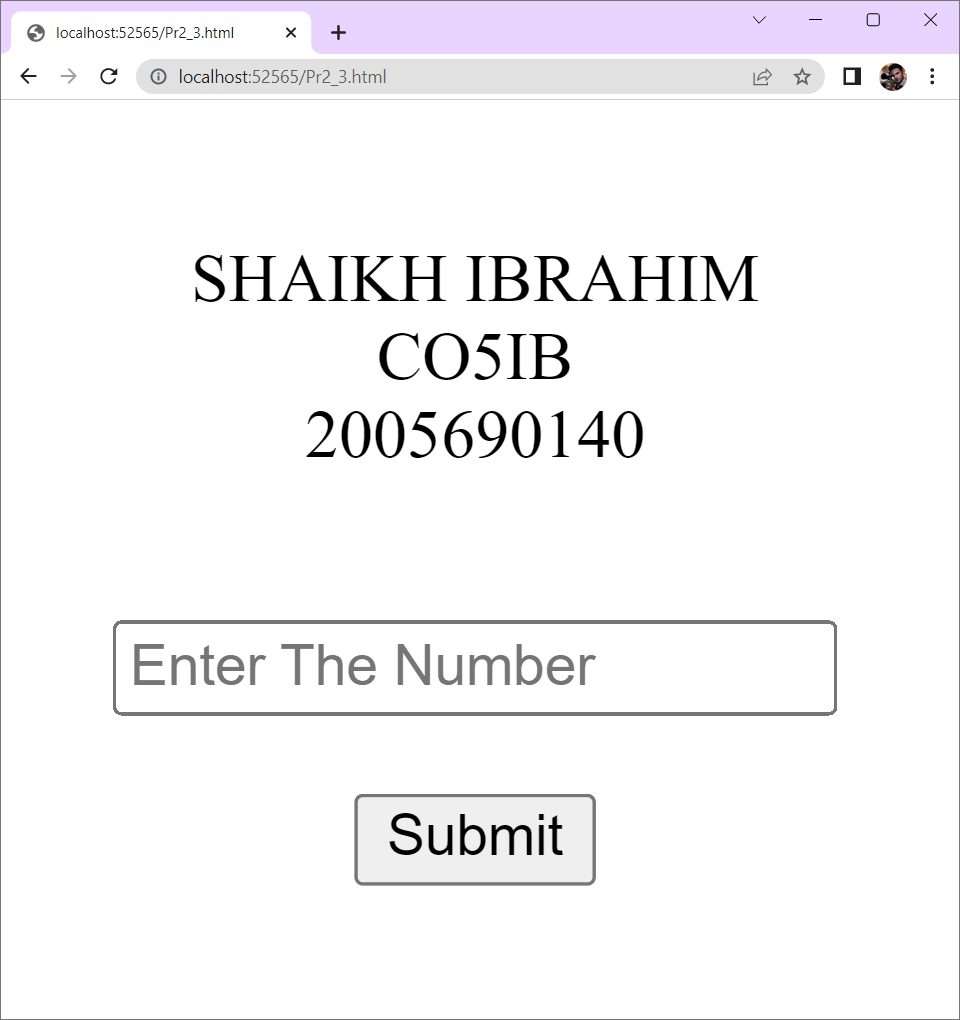 localhost:52565/Pr2_3.html
localhost:52565/Pr2_3.html
SHAIKH IBRAHIM
CO5IB
2005690140
Enter The Number
Submit